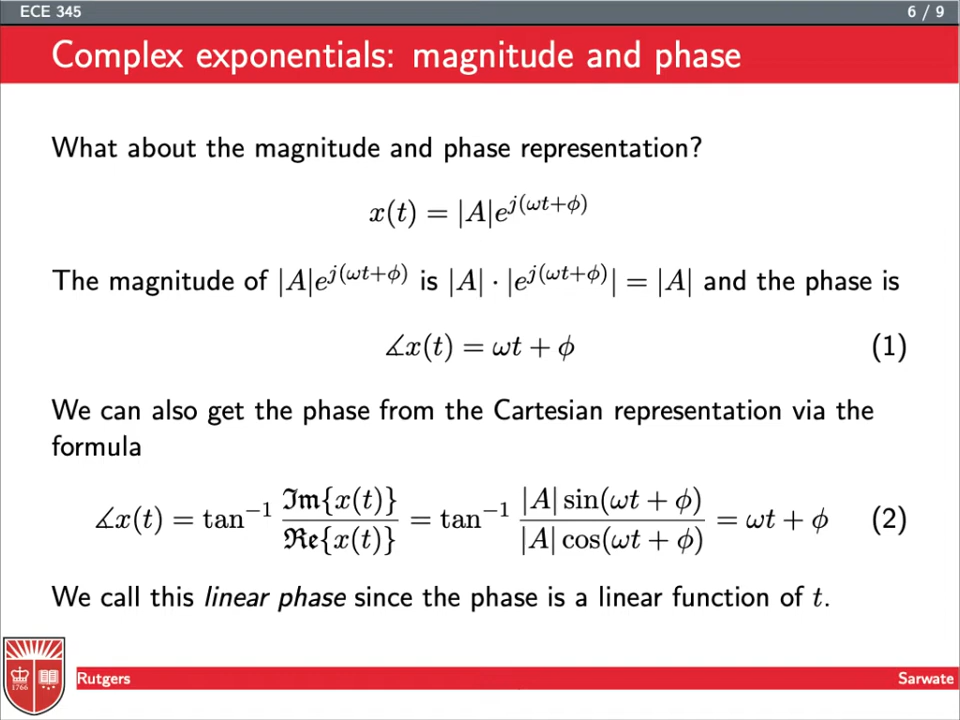 ECE 345
6 / 9
Complex exponentials: magnitude and phase
What about the magnitude and phase representation?
x(t) = |A|e^{j(ωt+ϕ)}
The magnitude of |A|e^{j(ωt+ϕ)} is |A| · |e^{j(ωt+ϕ)}| = |A| and the phase is
∡x(t) = ωt + ϕ (1)
We can also get the phase from the Cartesian representation via the
formula
∡x(t) = tan^{-1} \frac{ℑ𝔪{x(t)}}{ℜ𝔢{x(t)}} = tan^{-1} \frac{|A| sin(ωt + ϕ)}{|A| cos(ωt + ϕ)} = ωt + ϕ (2)
We call this linear phase since the phase is a linear function of t.
1766
Rutgers
Sarwate